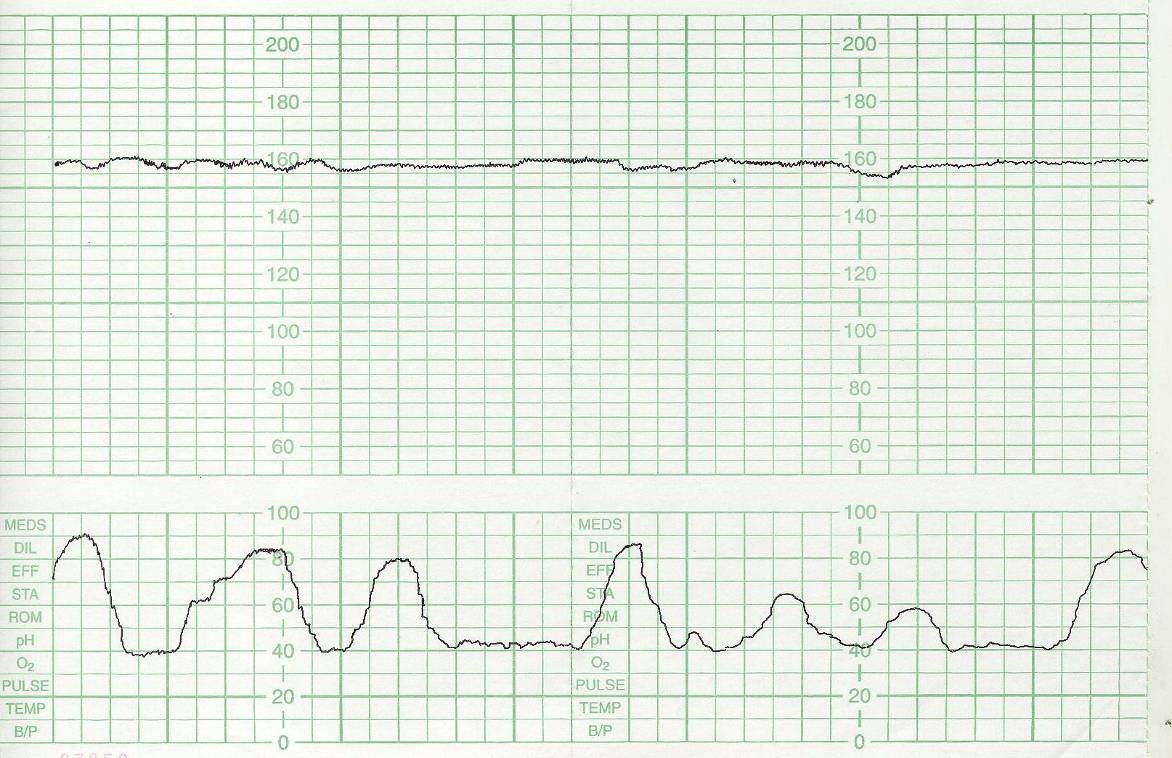 200 200
180 180
160 160
140 140
120 120
100 100
80 80
60 60
100 100
MEDS MEDS
DIL DIL
80 80
EFF EFF
STA STA
60 60
ROM ROM
pH pH
40 40
O2 O2
PULSE PULSE
20 20
TEMP TEMP
B/P B/P
0 0